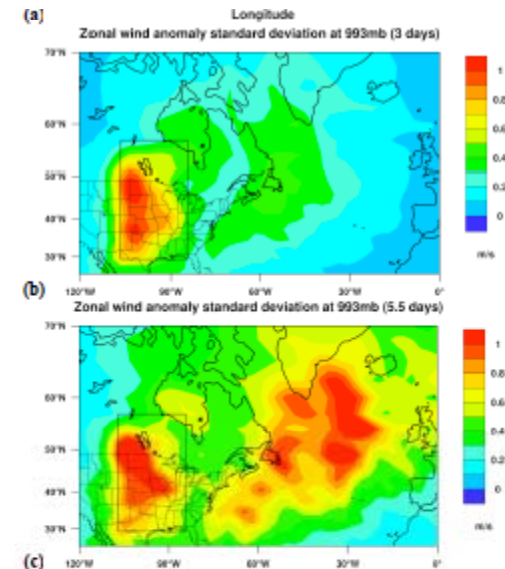 (a)
Longitude
Zonal wind anomaly standard deviation at 993mb (3 days)
70°N
60°N
50°N
40°N
30°N
120°W 90°W 60°W 30°W 0°
1
0.8
0.6
0.4
0.2
0
m/s
(b)
Zonal wind anomaly standard deviation at 993mb (5.5 days)
70°N
60°N
50°N
40°N
30°N
120°W 90°W 60°W 30°W 0°
1
0.8
0.6
0.4
0.2
0
m/s
(c)